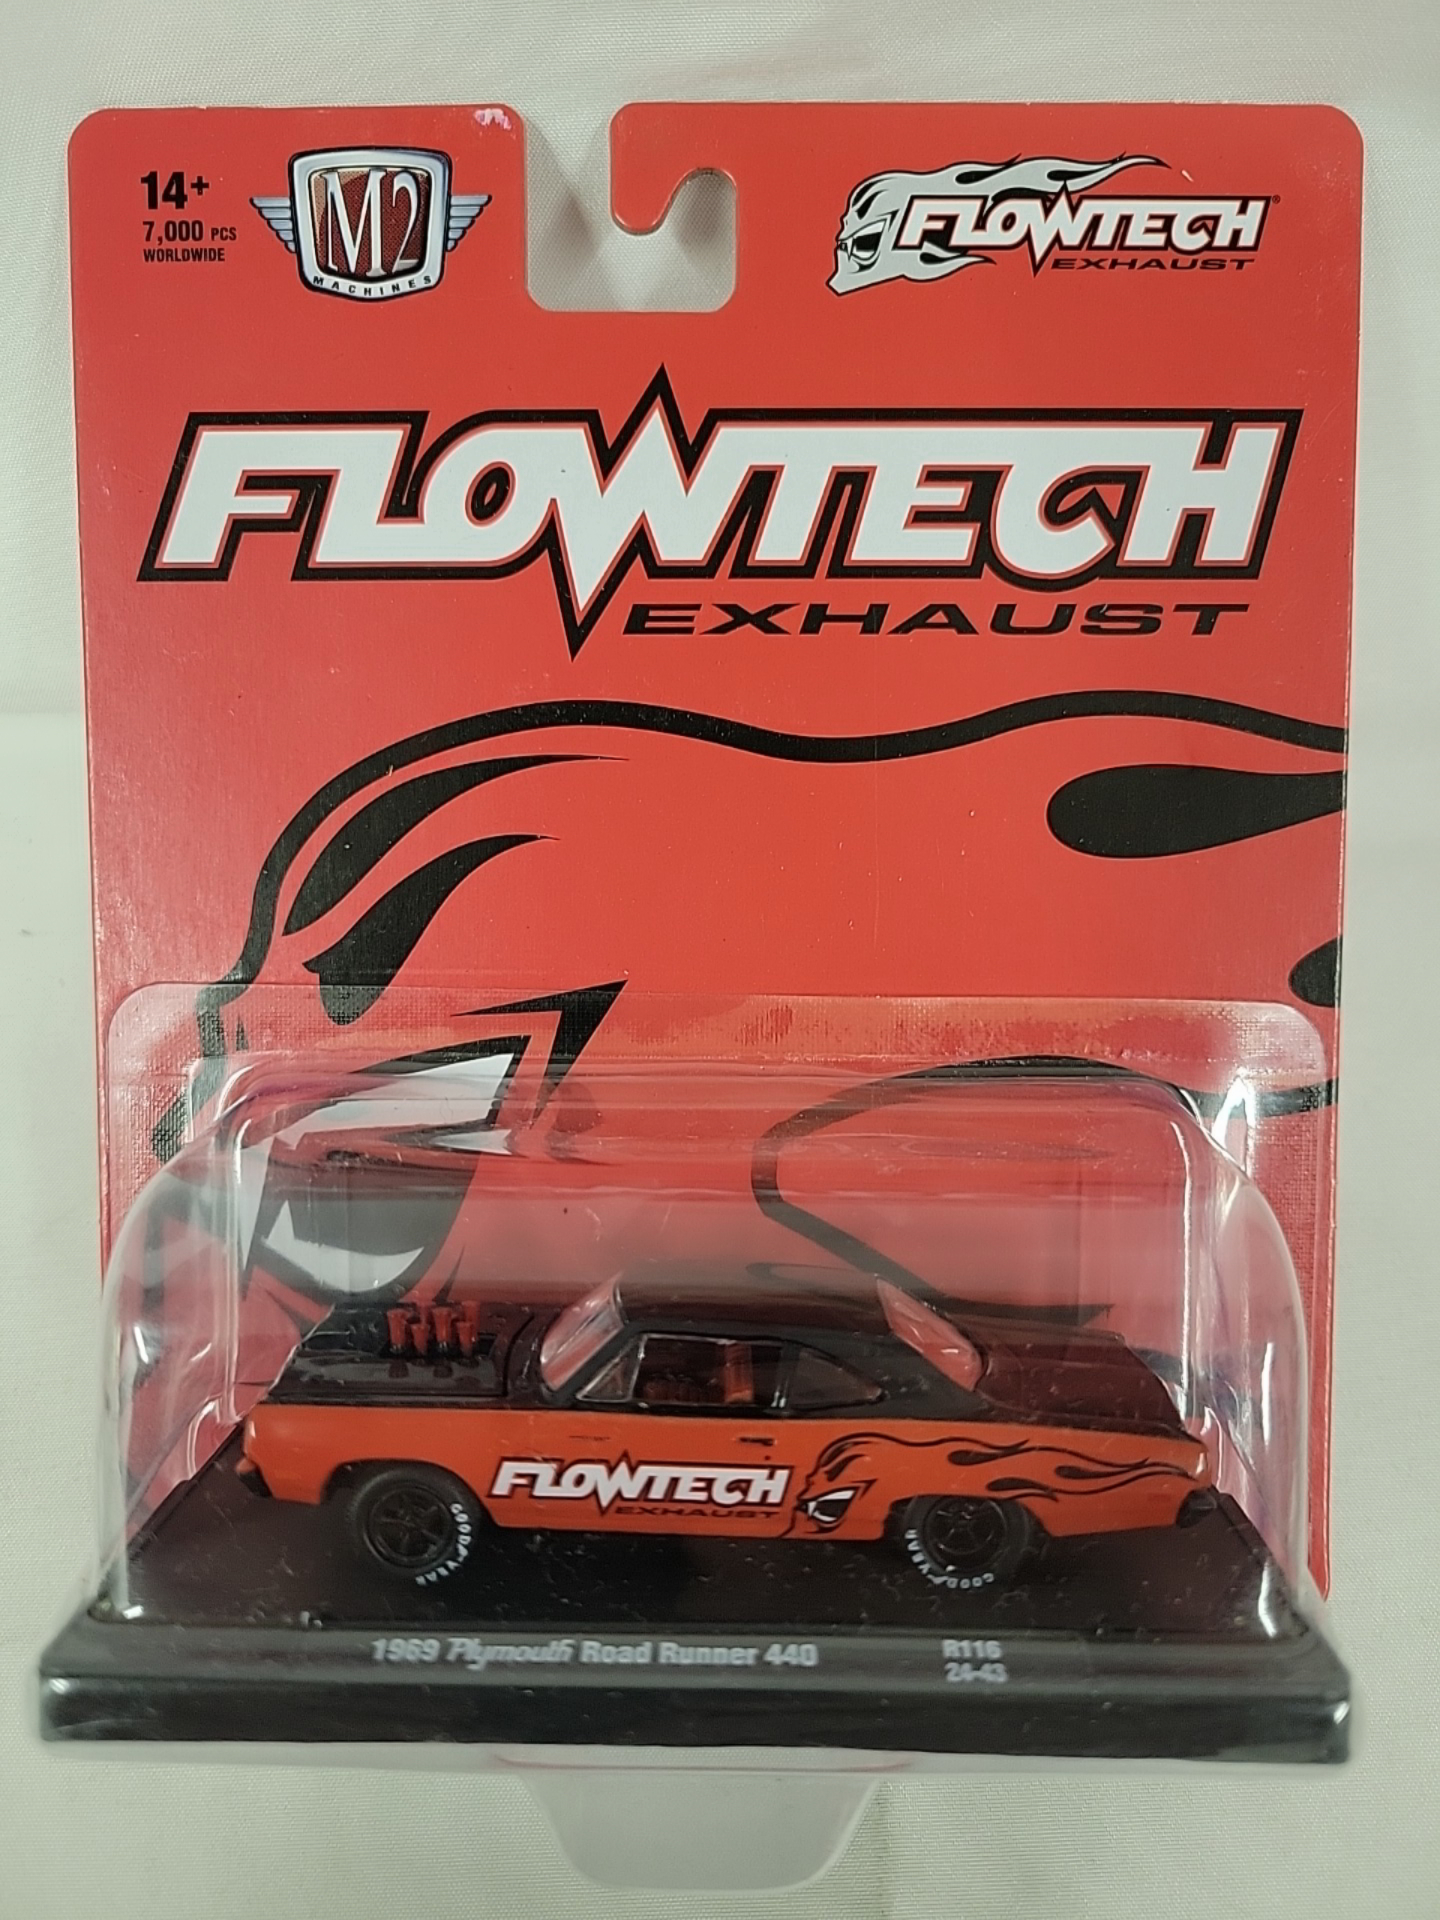 14+
7,000 PCS
WORLDWIDE
M2
MACHINES
FLOWTECH®
EXHAUST
FLOWTECH
EXHAUST
FLOWTECH
EXHAUST
GOODYEAR
GOODYEAR
1969 Plymouth Road Runner 440
R116
24-43